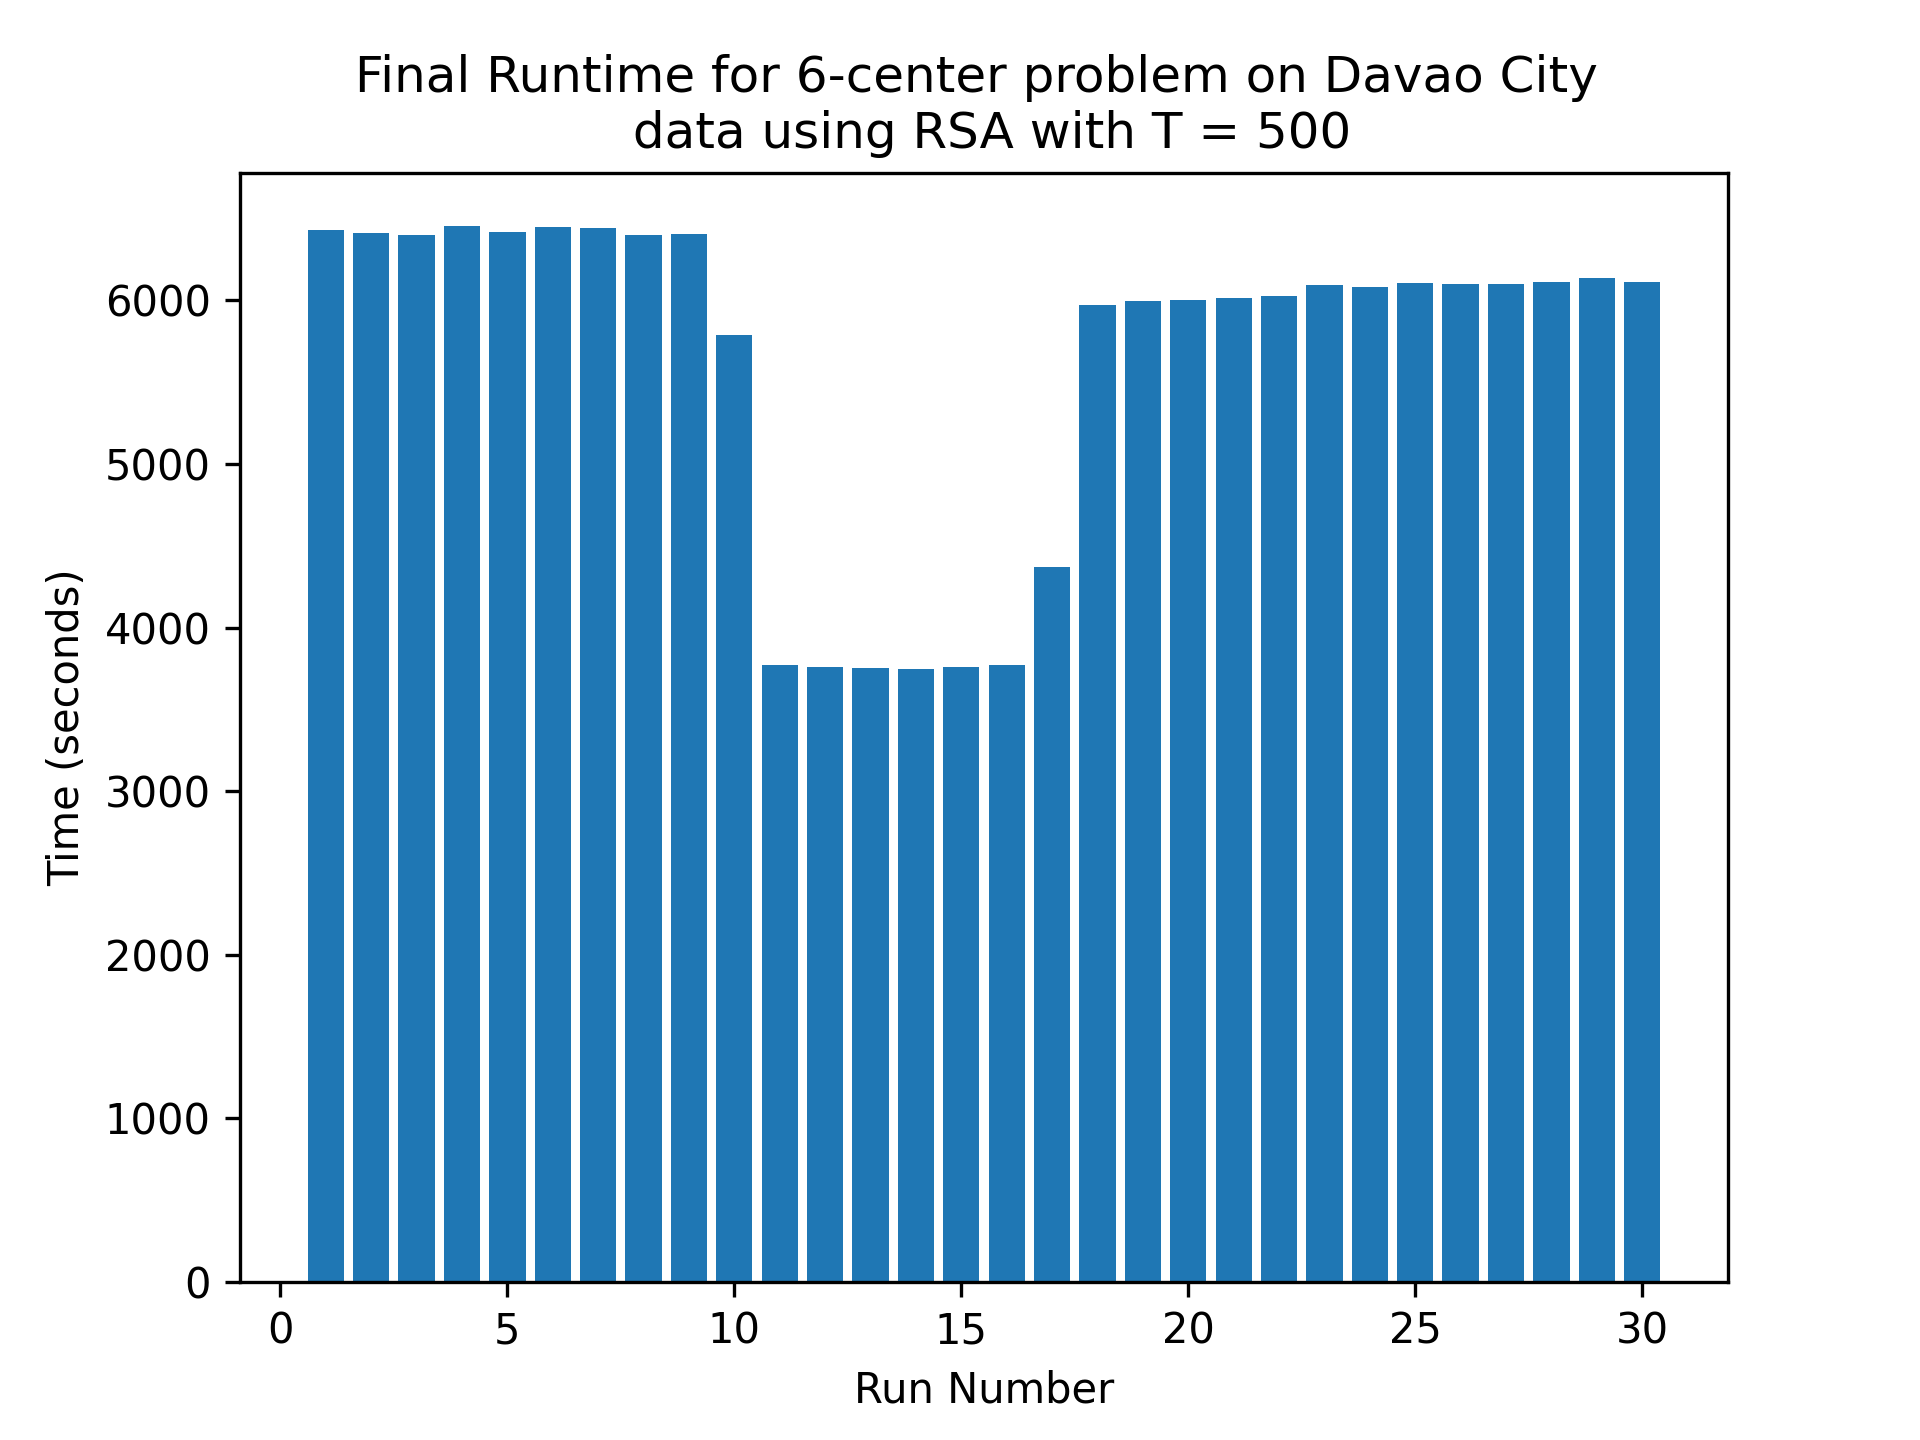 Final Runtime for 6-center problem on Davao City
data using RSA with T = 500
Time (seconds)
6000
5000
4000
3000
2000
1000
0
0 5 10 15 20 25 30
Run Number